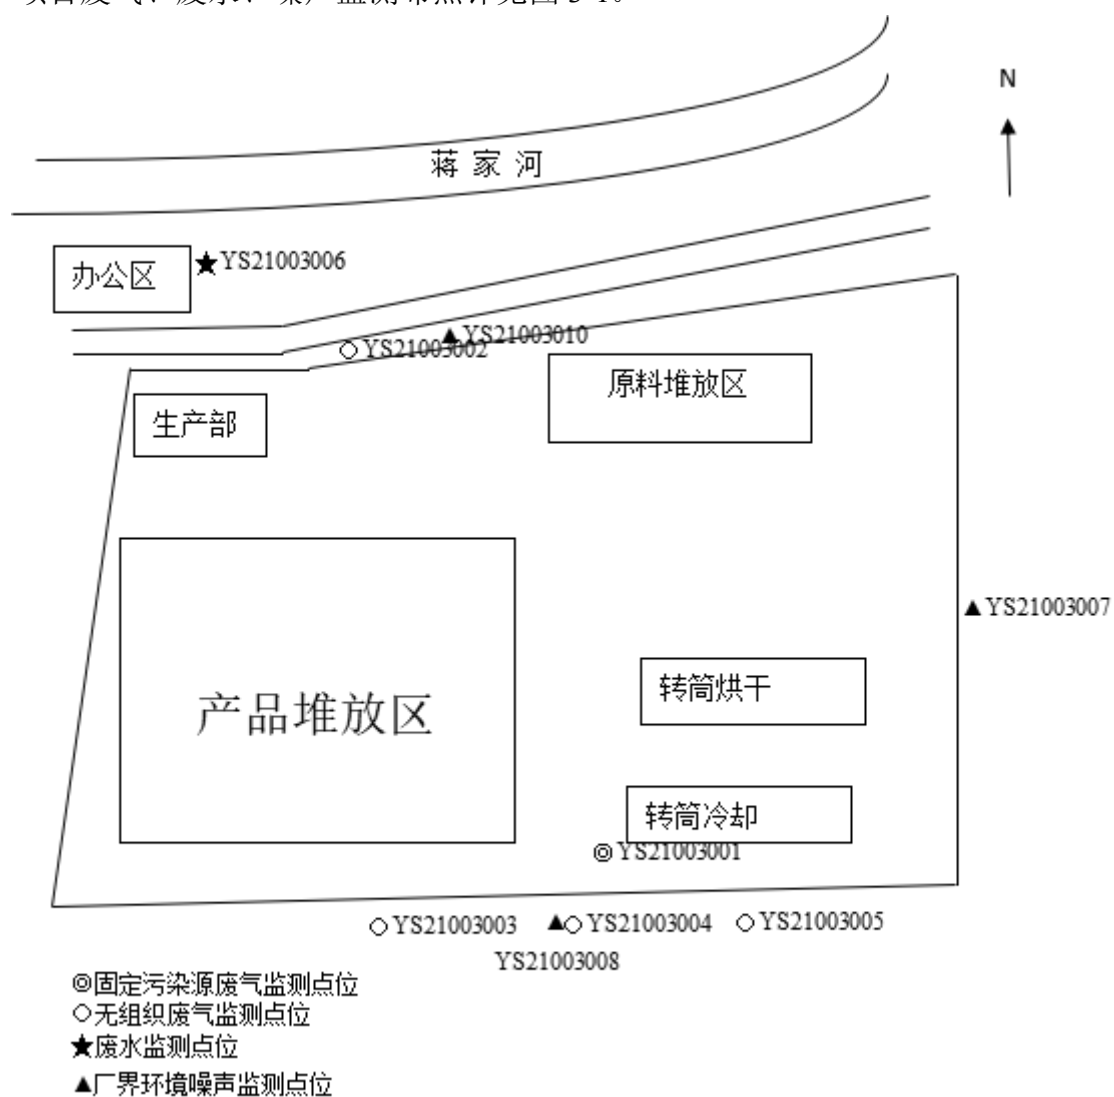 N
蒋家河
办公区
★YS21003006
▲YS21003010
○YS21003002
原料堆放区
生产部
▲YS21003007
转筒烘干
产品堆放区
转筒冷却
◎YS21003001
○YS21003003 ▲○YS21003004 ○YS21003005
YS21003008
◎固定污染源废气监测点位
○无组织废气监测点位
★废水监测点位
▲厂界环境噪声监测点位